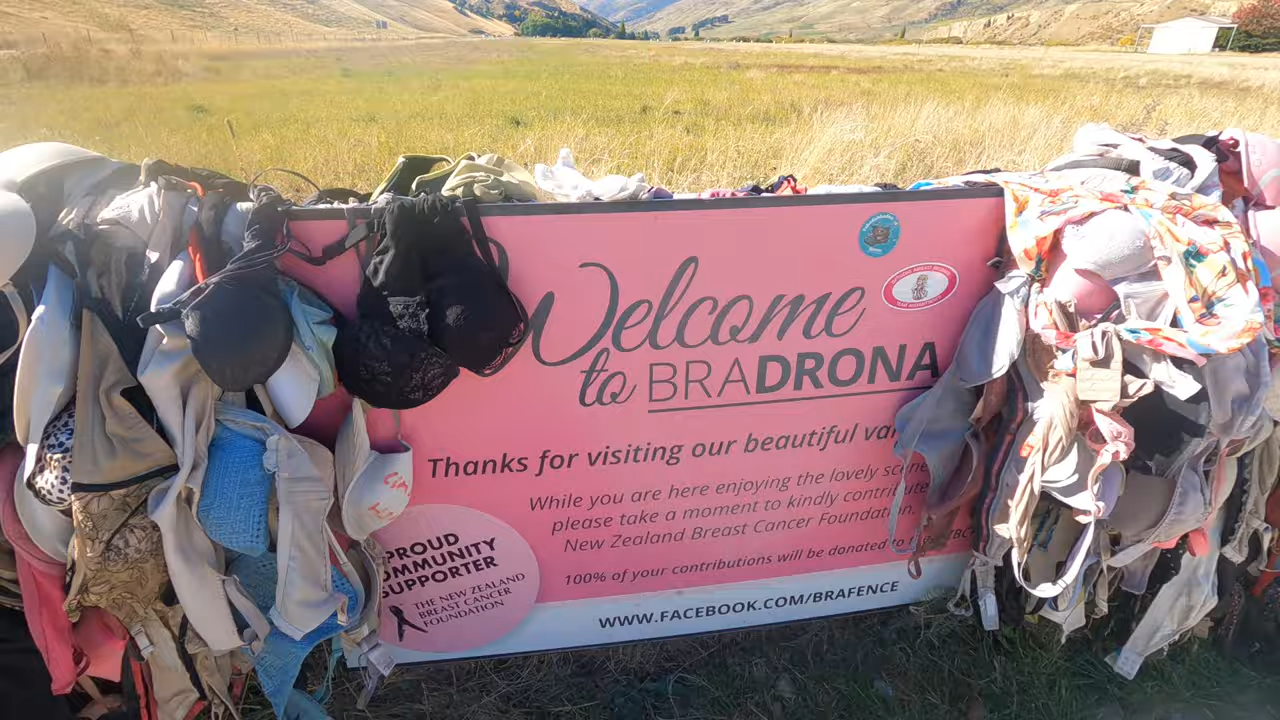 Welcome
to BRADRONA
Thanks for visiting our beautiful
While you are here enjoying the lovely
please take a moment to kindly contribute
New Zealand Breast Cancer Foundation.
100% of your contributions will be donated to
WWW.FACEBOOK.COM/BRAFENCE
PROUD
OMMUNITY
SUPPORTER
THE NEW ZEALAND
BREAST CANCER
FOUNDATION